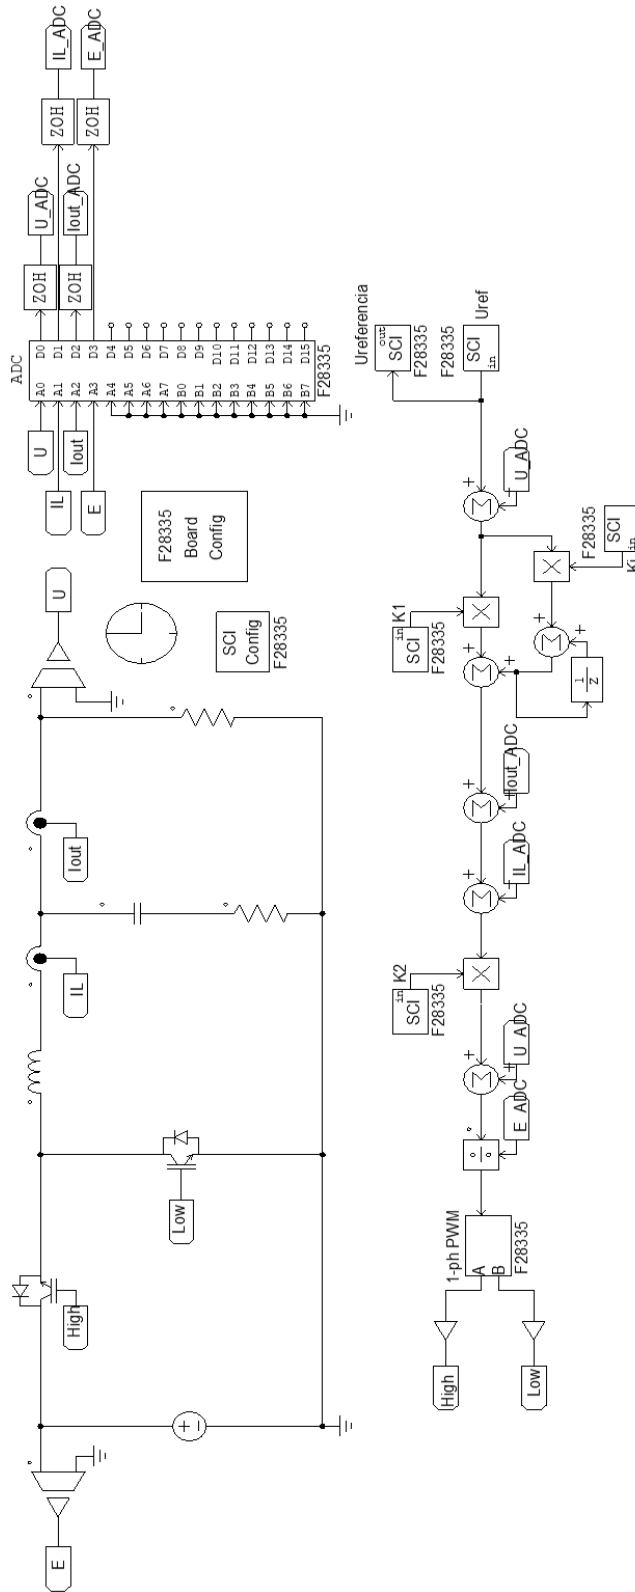 E
High
Low
IL
Iout
U
SCI
Config
F28335
F28335
Board
Config
U
IL
Iout
E
ADC
A0 D0
A1 D1
A2 D2
A3 D3
A4 D4
A5 D5
A6 D6
A7 D7
B0 D8
B1 D9
B2 D10
B3 D11
B4 D12
B5 D13
B6 D14
B7 D15
F28335
ZOH
U_ADC
ZOH
IL_ADC
ZOH
Iout_ADC
ZOH
E_ADC
High
Low
1-ph PWM
A
B
F28335
÷
E_ADC
Σ
U_ADC
K2
in
SCI
F28335
X
Σ
IL_ADC
Σ
Iout_ADC
K1
in
SCI
F28335
X
Σ
1
z
Σ
X
F28335
SCI
in
Ki
Σ
U_ADC
Ureferencia
out
SCI
F28335
F28335
SCI
in
Uref